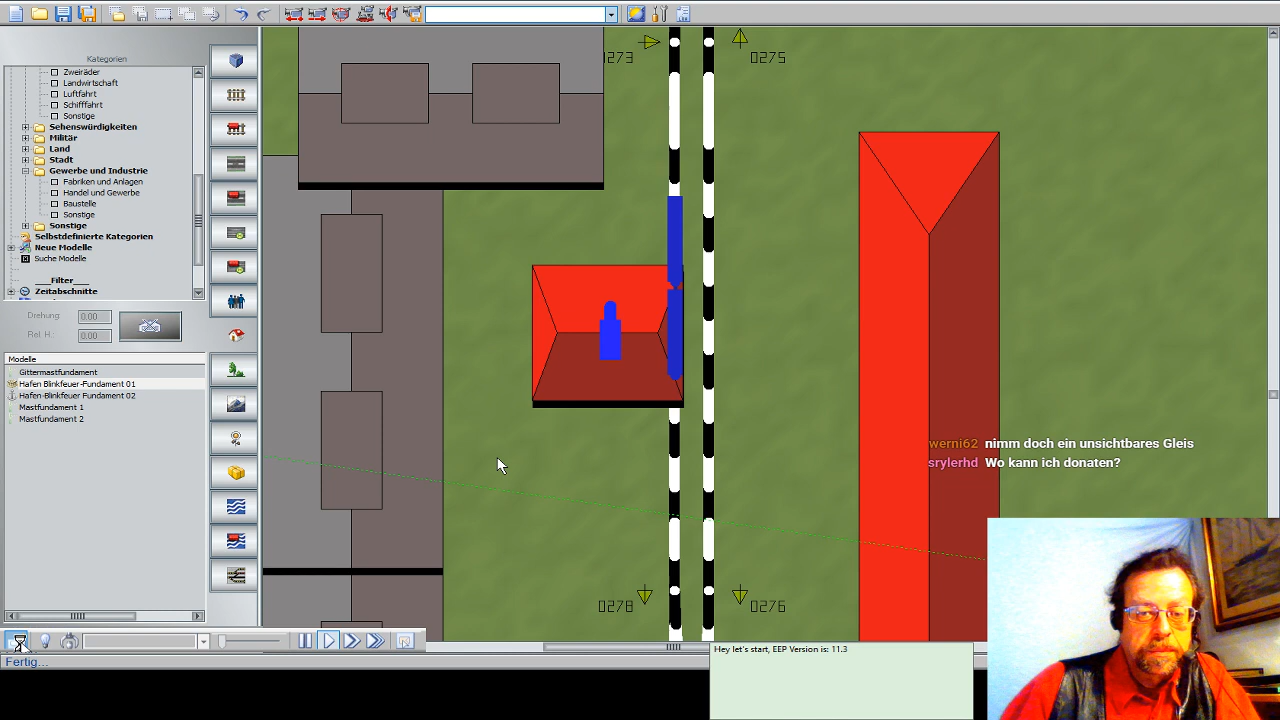 Kategorien
Zweiräder
Landwirtschaft
Luftfahrt
Schifffahrt
Sonstige
Sehenswürdigkeiten
Militär
Land
Stadt
Gewerbe und Industrie
Fabriken und Anlagen
Handel und Gewerbe
Baustelle
Sonstige
Sonstige
Selbstdefinierte Kategorien
Neue Modelle
Suche Modelle
___Filter___
Zeitabschnitte
Drehung: 0.00
Rel. H.: 0.00
Modelle
Gittermastfundament
Hafen Blinkfeuer-Fundament 01
Hafen-Blinkfeuer Fundament 02
Mastfundament 1
Mastfundament 2
Fertig...
273
0275
0278
0276
werni62 nimm doch ein unsichtbares Gleis
srylerhd Wo kann ich donaten?
Hey let's start, EEP Version is: 11.3